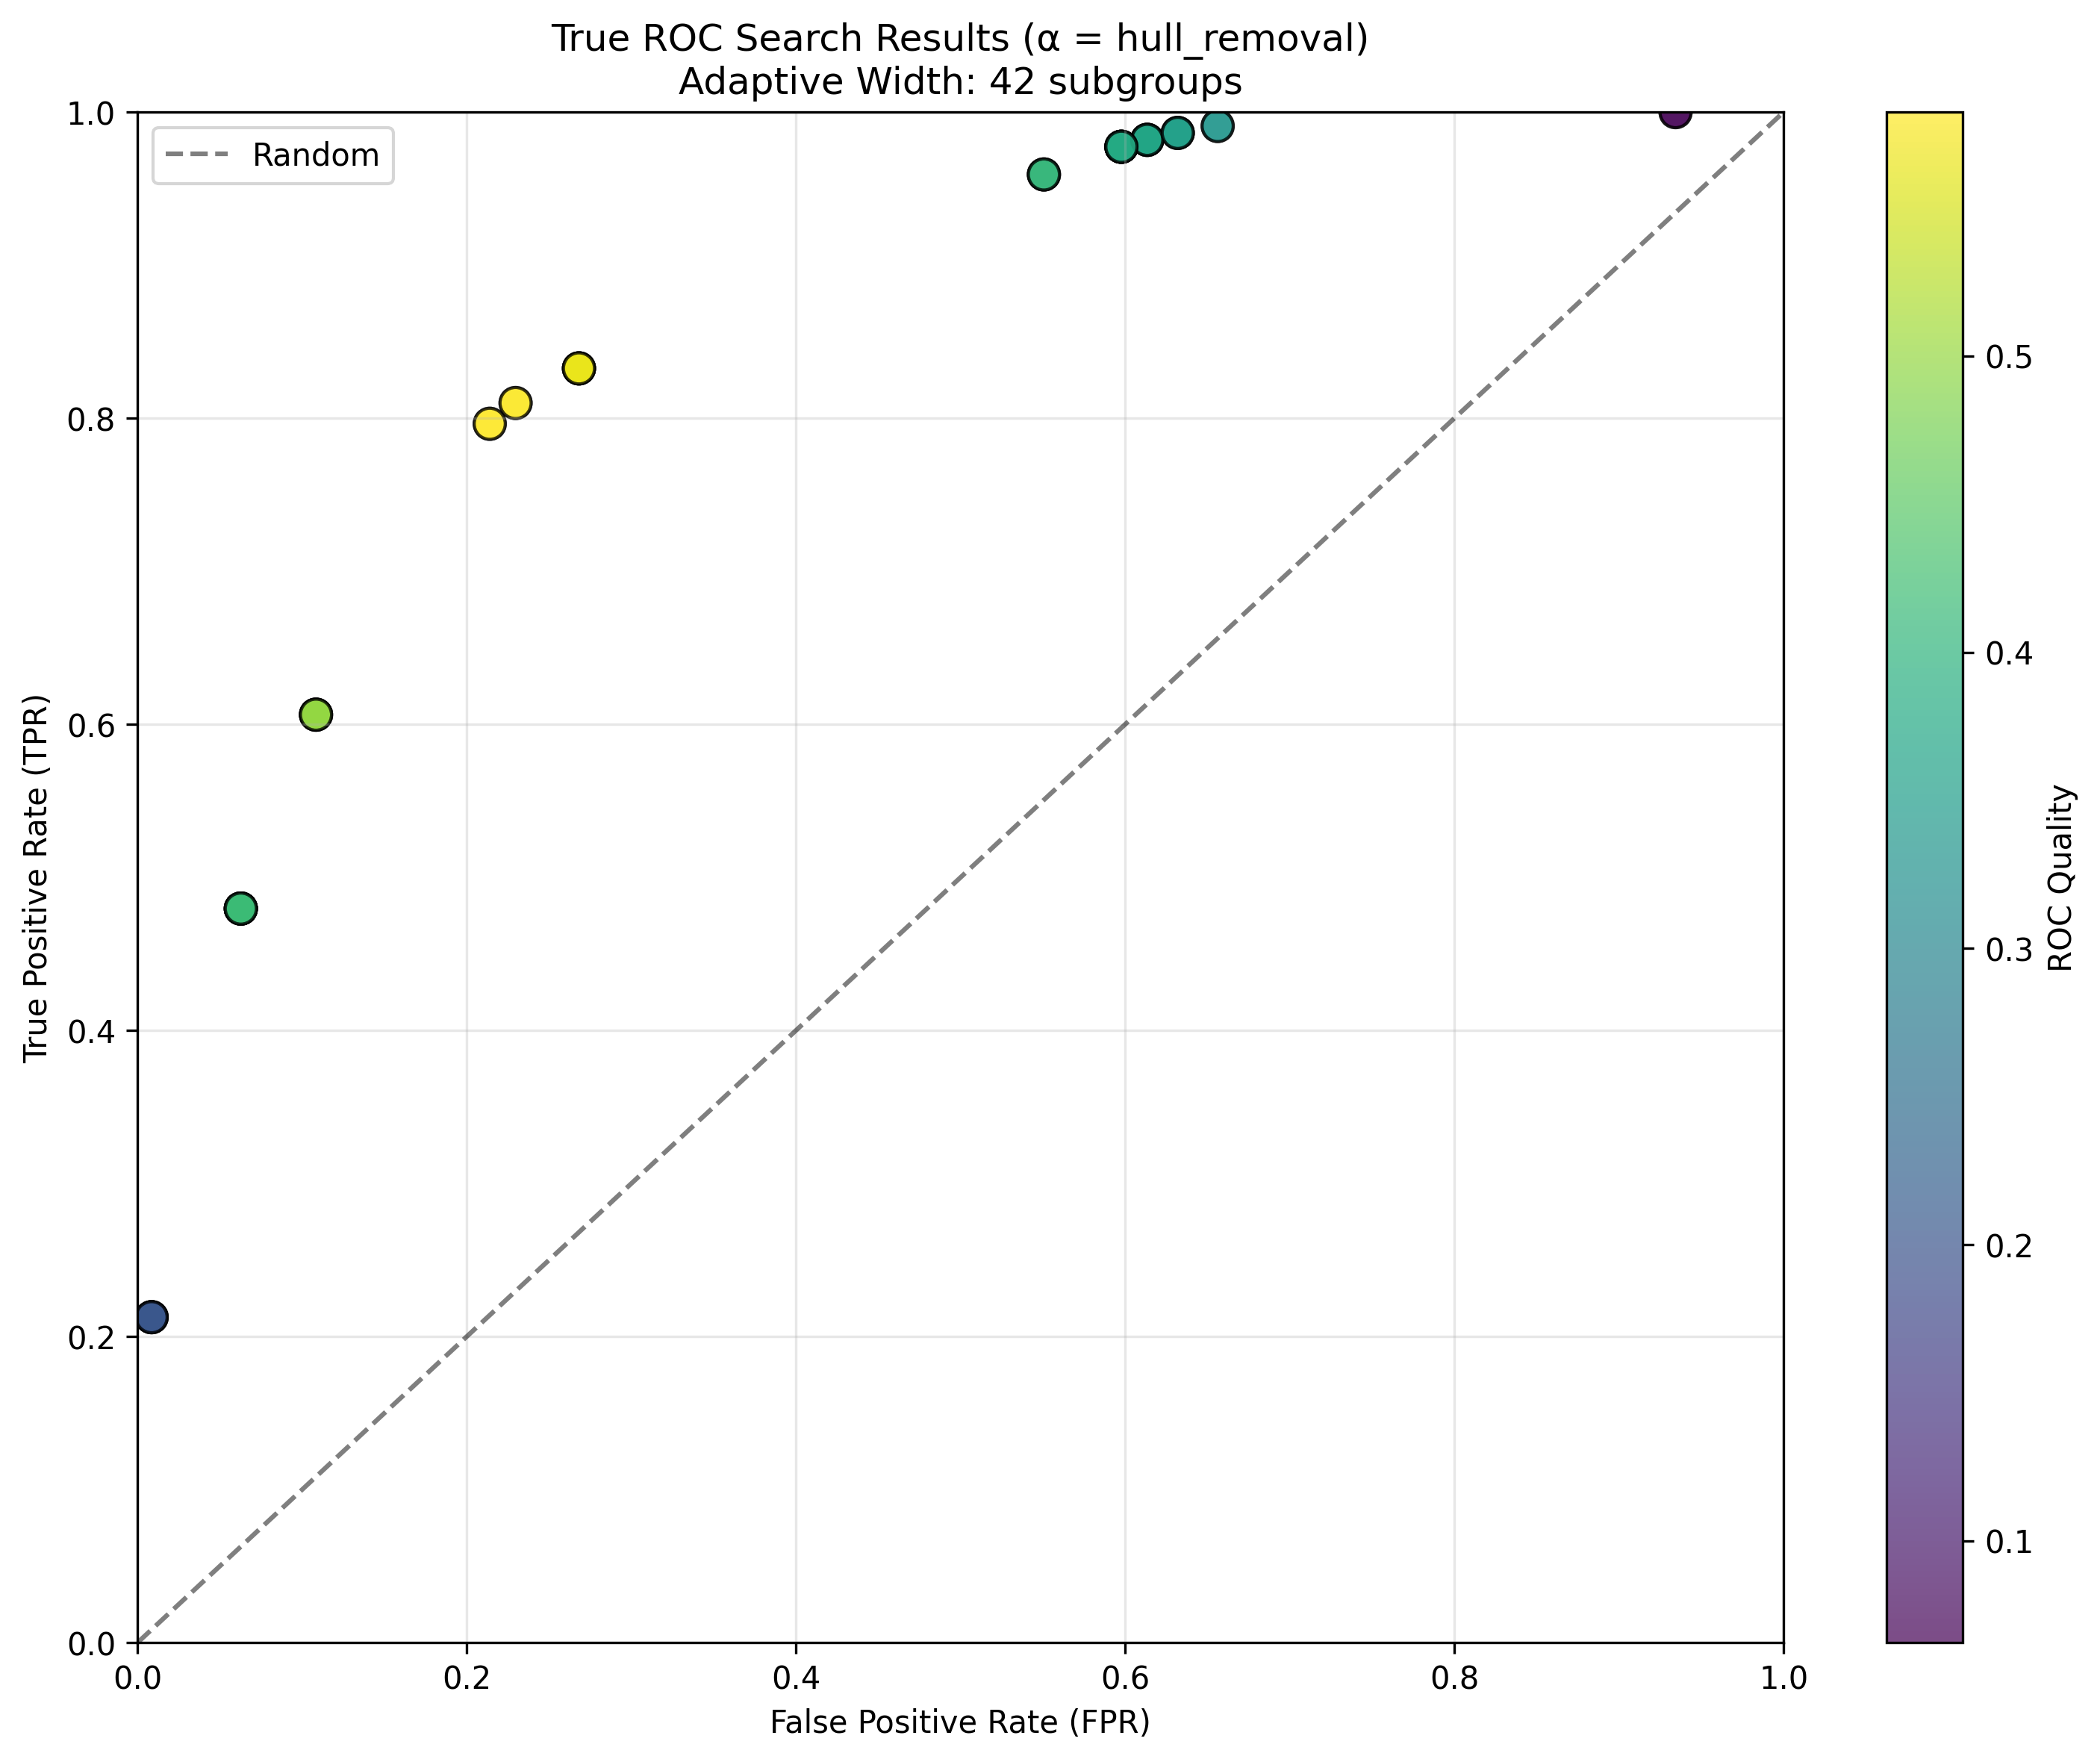 True ROC Search Results (α = hull_removal)
Adaptive Width: 42 subgroups
Random
1.0
0.8
0.6
0.4
0.2
0.0
True Positive Rate (TPR)
0.0 0.2 0.4 0.6 0.8 1.0
False Positive Rate (FPR)
0.5
0.4
0.3
0.2
0.1
ROC Quality